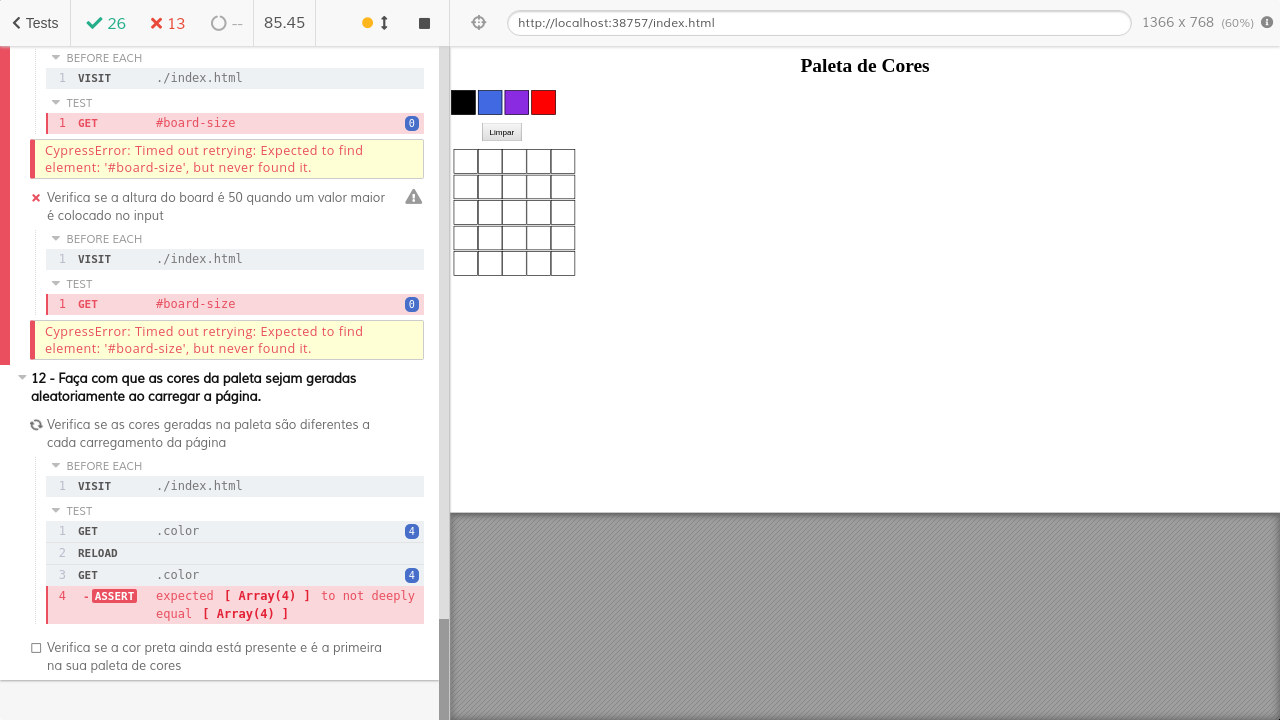 Tests 26 13 -- 85.45
BEFORE EACH
1 VISIT ./index.html
TEST
1 GET #board-size 0
CypressError: Timed out retrying: Expected to find
element: '#board-size', but never found it.
Verifica se a altura do board é 50 quando um valor maior
é colocado no input
BEFORE EACH
1 VISIT ./index.html
TEST
1 GET #board-size 0
CypressError: Timed out retrying: Expected to find
element: '#board-size', but never found it.
12 - Faça com que as cores da paleta sejam geradas
aleatoriamente ao carregar a página.
Verifica se as cores geradas na paleta são diferentes a
cada carregamento da página
BEFORE EACH
1 VISIT ./index.html
TEST
1 GET .color 4
2 RELOAD
3 GET .color 4
4 -ASSERT expected [ Array(4) ] to not deeply
equal [ Array(4) ]
Verifica se a cor preta ainda está presente e é a primeira
na sua paleta de cores
http://localhost:38757/index.html 1366 x 768 (60%)
Paleta de Cores
Limpar